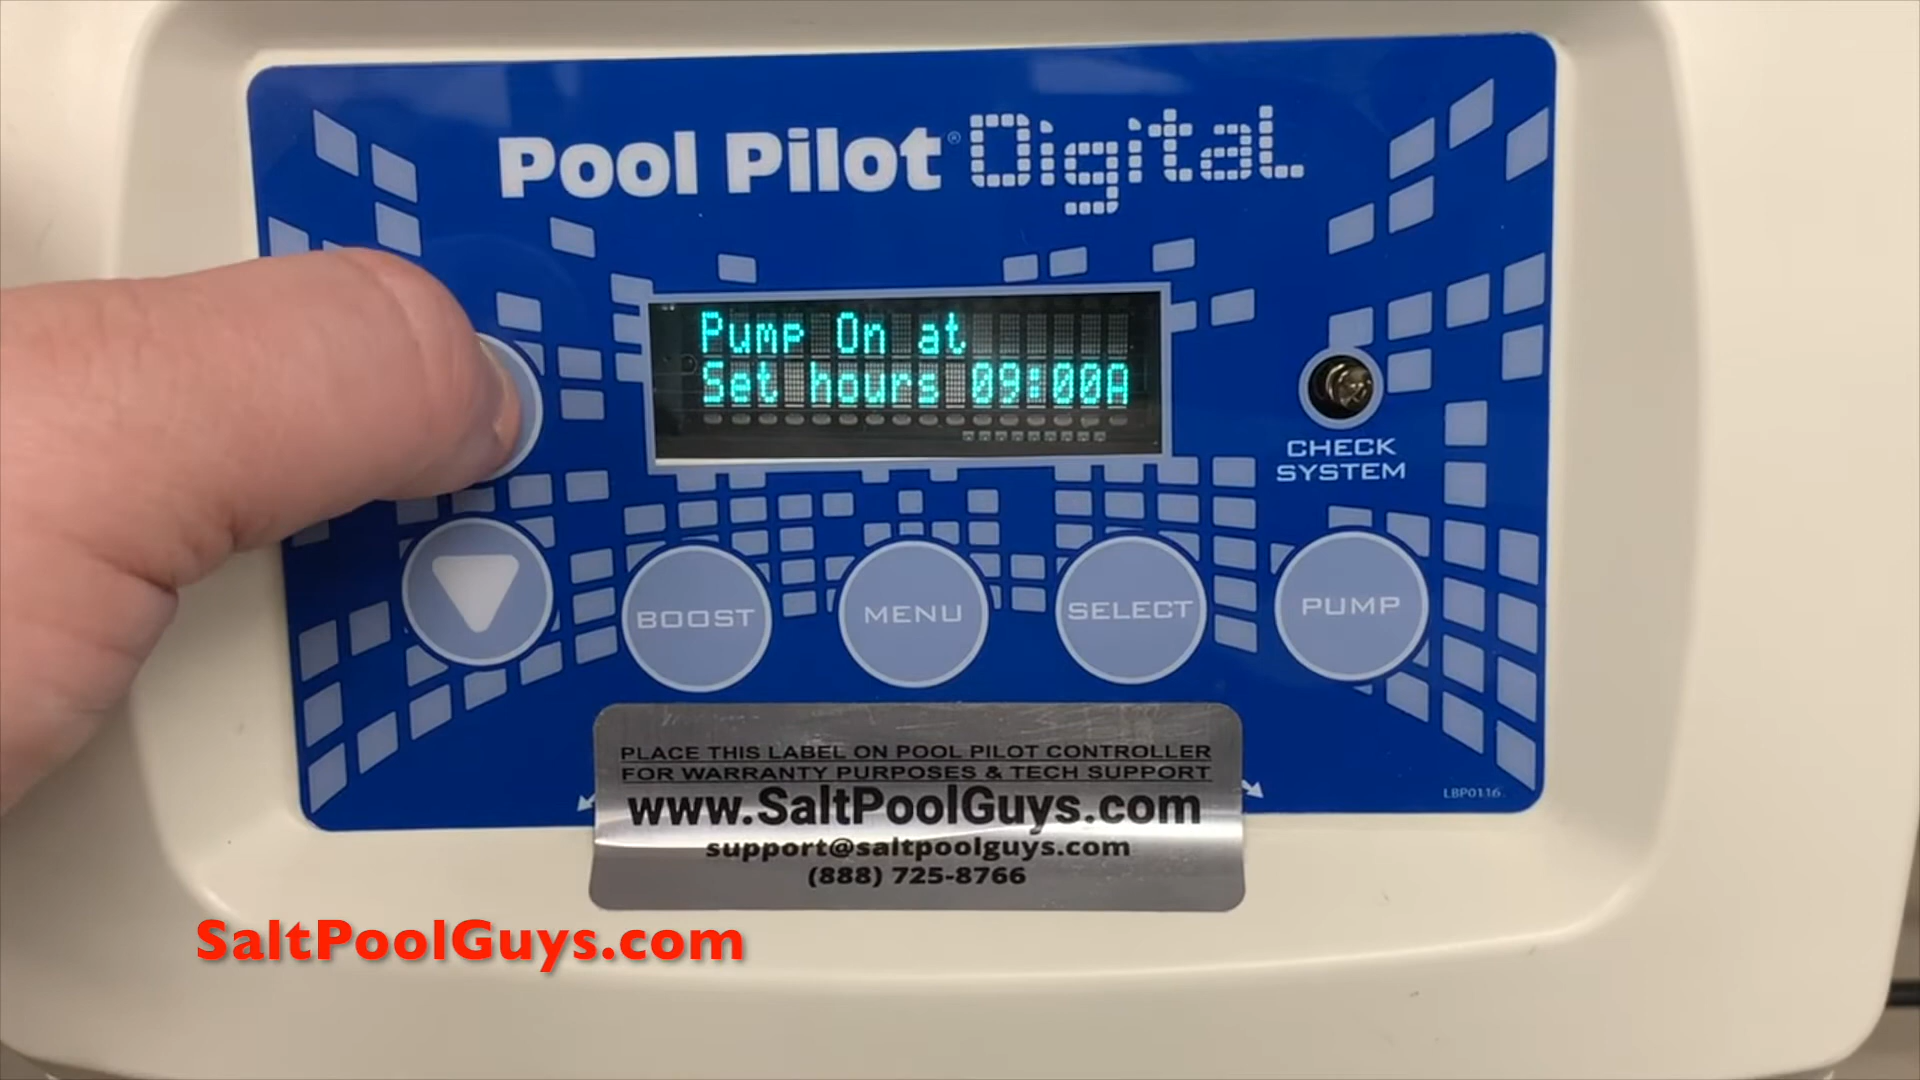 Pool Pilot® Digital
Pump On at
Set hours 09:00A
CHECK
SYSTEM
BOOST
MENU
SELECT
PUMP
PLACE THIS LABEL ON POOL PILOT CONTROLLER
FOR WARRANTY PURPOSES & TECH SUPPORT
www.SaltPoolGuys.com
support@saltpoolguys.com
(888) 725-8766
LBP0116
SaltPoolGuys.com